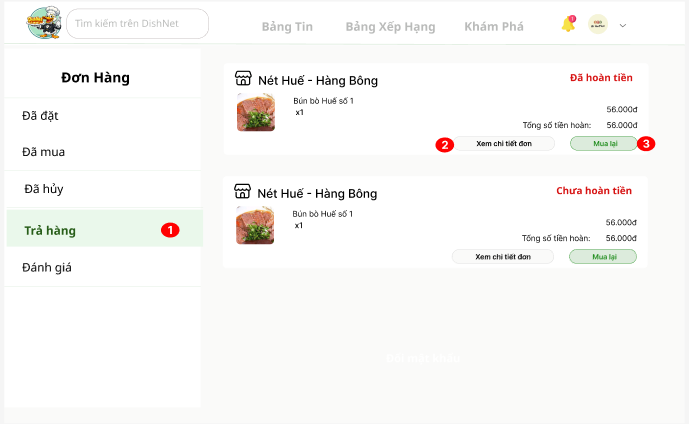 Tìm kiếm trên DishNet
Bảng Tin
Bảng Xếp Hạng
Khám Phá
Đơn Hàng
Đã đặt
Đã mua
Đã hủy
Trả hàng
1
Đánh giá
Nét Huế - Hàng Bông
Đã hoàn tiền
Bún bò Huế số 1
x1
56.000đ
Tổng số tiền hoàn: 56.000đ
2
Xem chi tiết đơn
Mua lại
3
Nét Huế - Hàng Bông
Chưa hoàn tiền
Bún bò Huế số 1
x1
56.000đ
Tổng số tiền hoàn: 56.000đ
Xem chi tiết đơn
Mua lại
Đổi mật khẩu